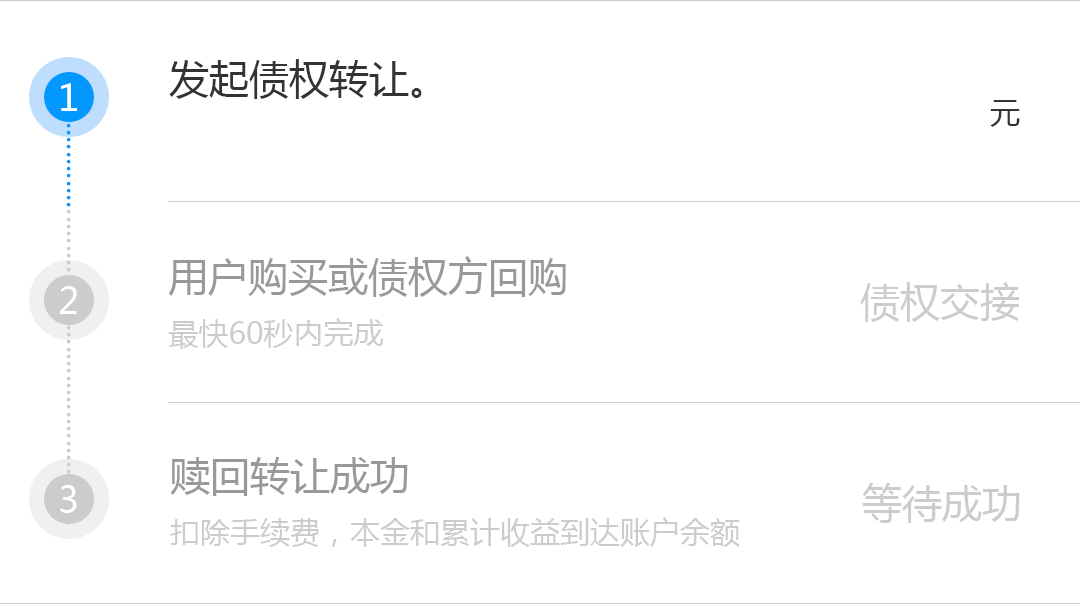 1
发起债权转让。
元
2
用户购买或债权方回购
最快60秒内完成
债权交接
3
赎回转让成功
扣除手续费，本金和累计收益到达账户余额
等待成功